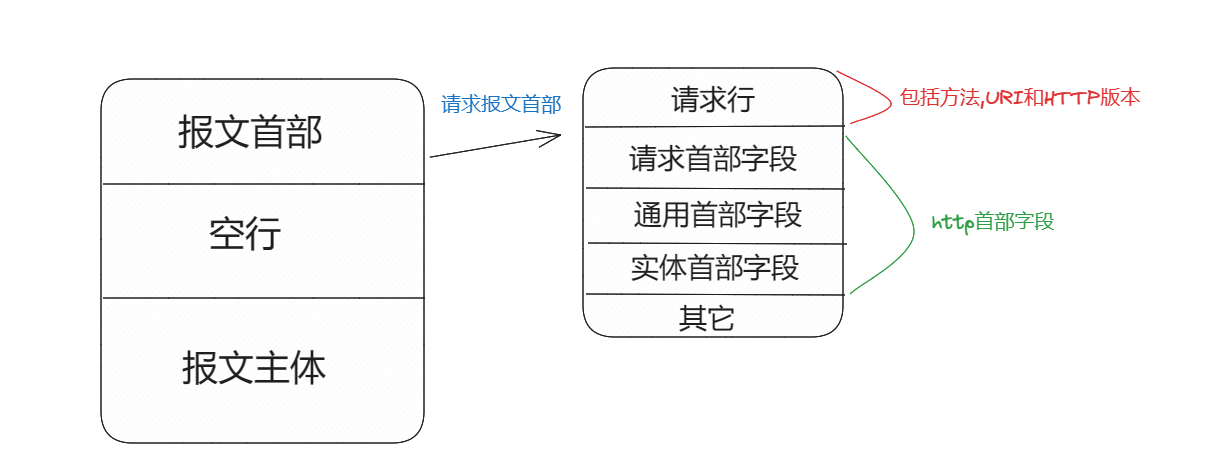 报文首部
空行
报文主体
请求报文首部
请求行
请求首部字段
通用首部字段
实体首部字段
其它
包括方法,URI和HTTP版本
http首部字段